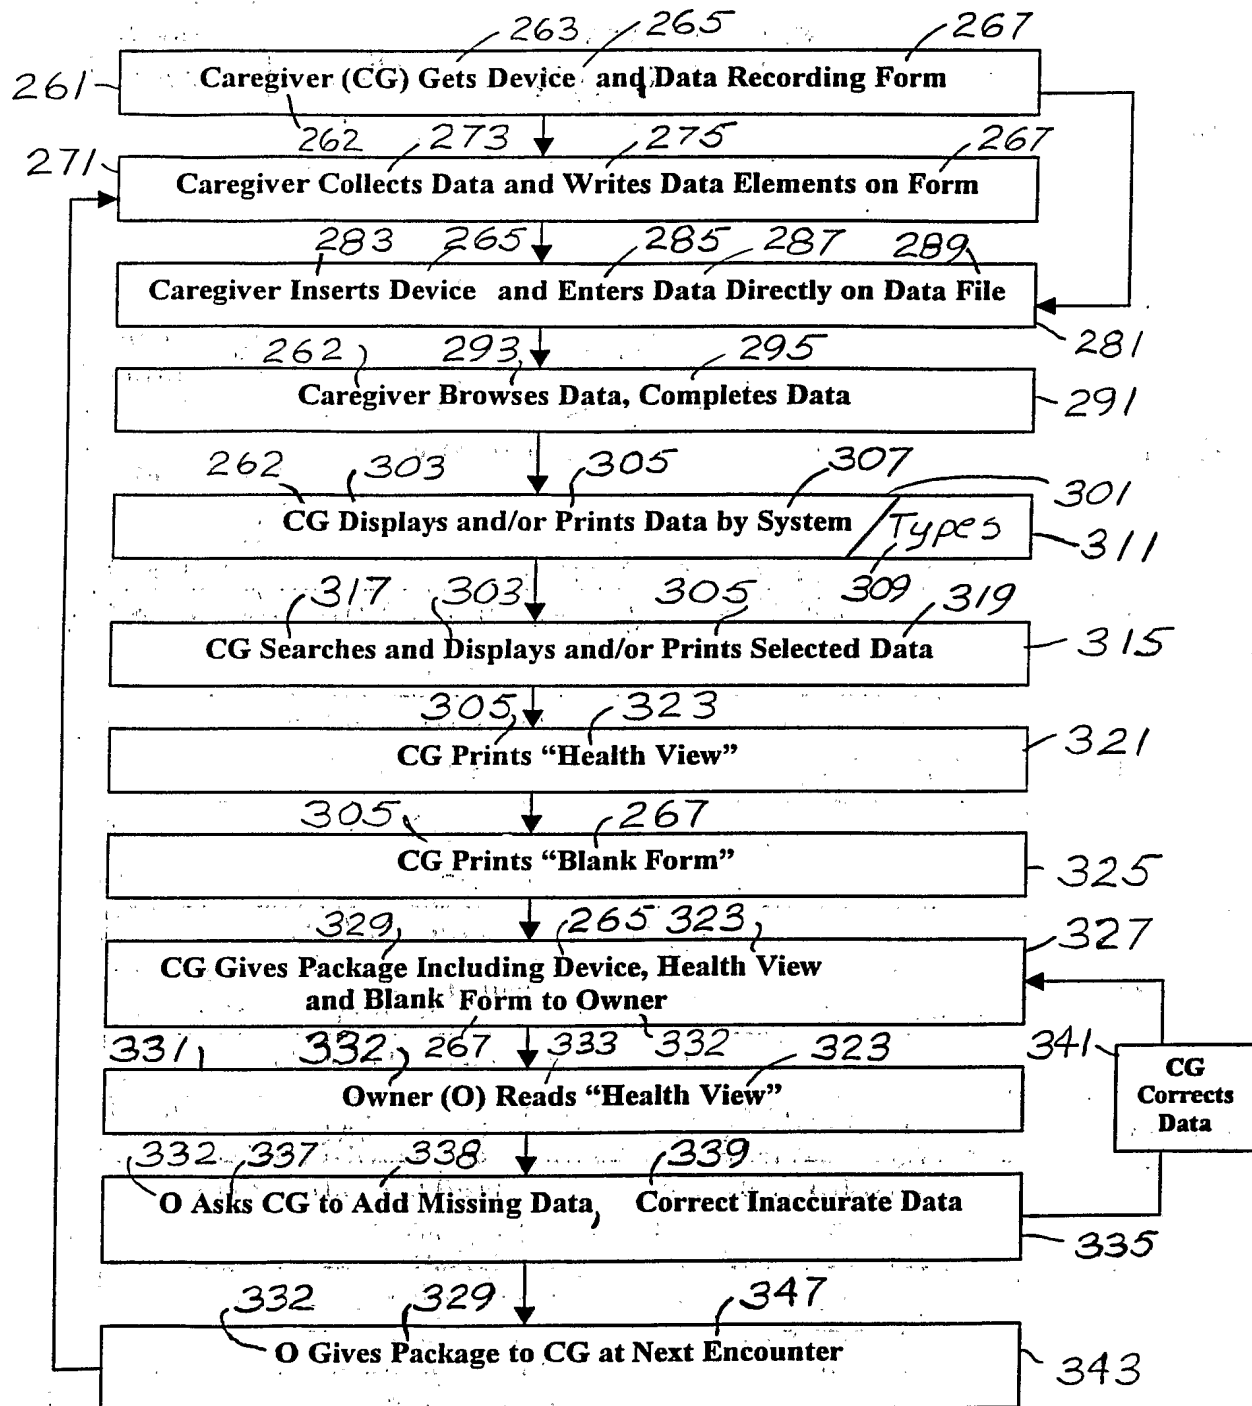 263 265 267
261 Caregiver (CG) Gets Device and Data Recording Form
262 273 275 267
271
Caregiver Collects Data and Writes Data Elements on Form
283 265 285 287 289
Caregiver Inserts Device and Enters Data Directly on Data File
281
262 293 295
Caregiver Browses Data, Completes Data 291
262 303 305 307
301
CG Displays and/or Prints Data by System Types 311
317 303 305 309 319
CG Searches and Displays and/or Prints Selected Data 315
305 323
CG Prints “Health View” 321
305 267
CG Prints “Blank Form” 325
329 265 323 327
CG Gives Package Including Device, Health View
and Blank Form to Owner
331 332 267 333 332 323 341
Owner (O) Reads “Health View”
CG
Corrects
Data
332 337 338 339
O Asks CG to Add Missing Data, Correct Inaccurate Data
335
332 329 347
O Gives Package to CG at Next Encounter 343